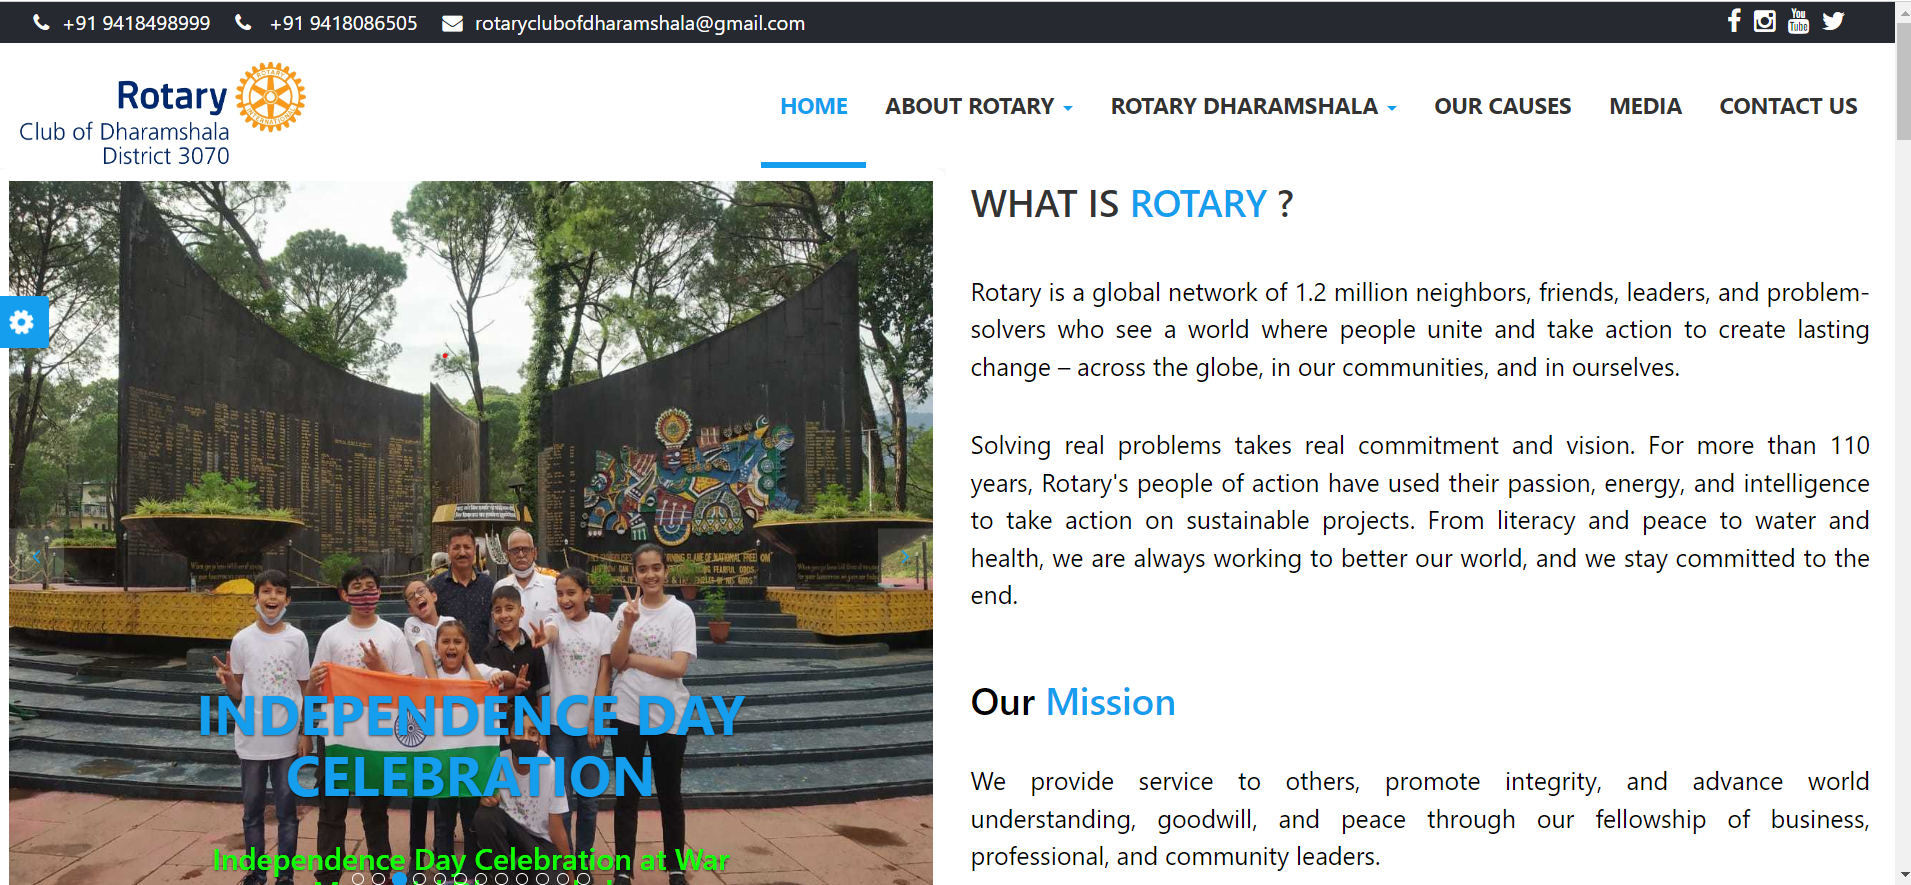 +91 9418498999 +91 9418086505 rotaryclubofdharamshala@gmail.com
You
Tube
Rotary
Club of Dharamshala
District 3070
ROTARY
INTERNATIONAL
HOME ABOUT ROTARY ROTARY DHARAMSHALA OUR CAUSES MEDIA CONTACT US
INDEPENDENCE DAY
CELEBRATION
Independence Day Celebration at War
WHAT IS ROTARY ?
Rotary is a global network of 1.2 million neighbors, friends, leaders, and problem-
solvers who see a world where people unite and take action to create lasting
change – across the globe, in our communities, and in ourselves.
Solving real problems takes real commitment and vision. For more than 110
years, Rotary's people of action have used their passion, energy, and intelligence
to take action on sustainable projects. From literacy and peace to water and
health, we are always working to better our world, and we stay committed to the
end.
Our Mission
We provide service to others, promote integrity, and advance world
understanding, goodwill, and peace through our fellowship of business,
professional, and community leaders.